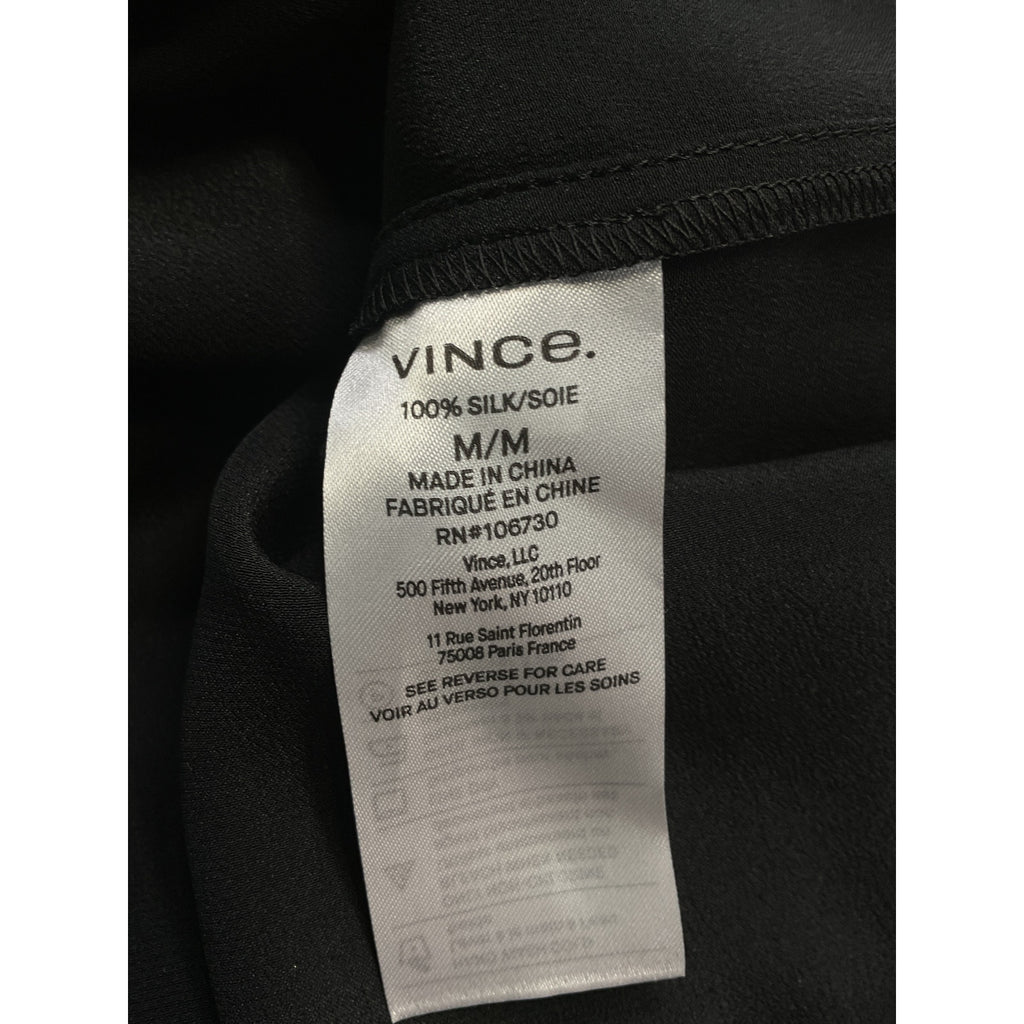 VINCE.
100% SILK/SOIE
M/M
MADE IN CHINA
FABRIQUÉ EN CHINE
RN#106730
Vince, LLC
500 Fifth Avenue, 20th Floor
New York, NY 10110
11 Rue Saint Florentin
75008 Paris France
SEE REVERSE FOR CARE
VOIR AU VERSO POUR LES SOINS